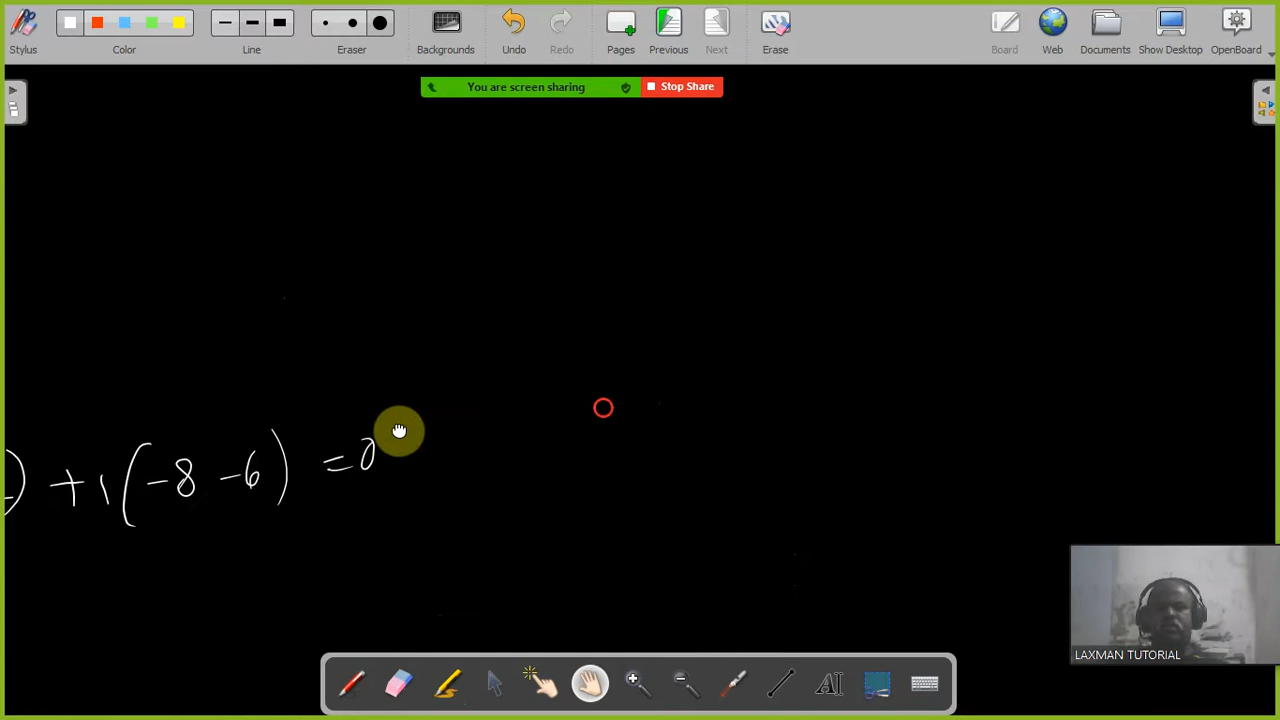 Stylus Color Line Eraser Backgrounds Undo Redo Pages Previous Next Erase Board Web Documents Show Desktop OpenBoard
You are screen sharing Stop Share
) + 1(-8 -6) = 0
AI
LAXMAN TUTORIAL